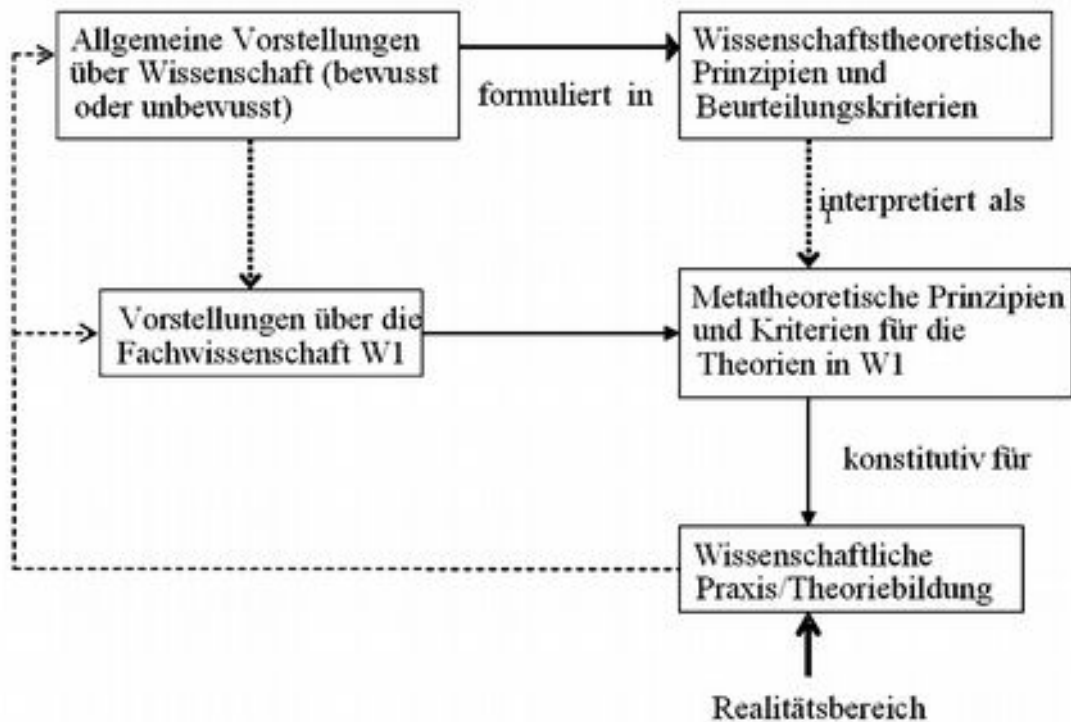 Allgemeine Vorstellungen
über Wissenschaft (bewusst
oder unbewusst)
formuliert in
Wissenschaftstheoretische
Prinzipien und
Beurteilungskriterien
interpretiert als
Vorstellungen über die
Fachwissenschaft W1
Metatheoretische Prinzipien
und Kriterien für die
Theorien in W1
konstitutiv für
Wissenschaftliche
Praxis/Theoriebildung
Realitätsbereich